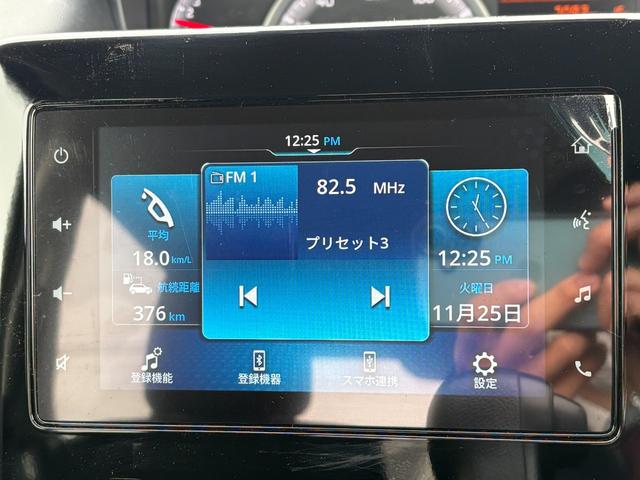 12:25 PM
FM 1
82.5 MHz
プリセット3
平均
18.0 km/L
航続距離
376 km
12:25 PM
火曜日
11月25日
登録機能
登録機器
スマホ連携
設定